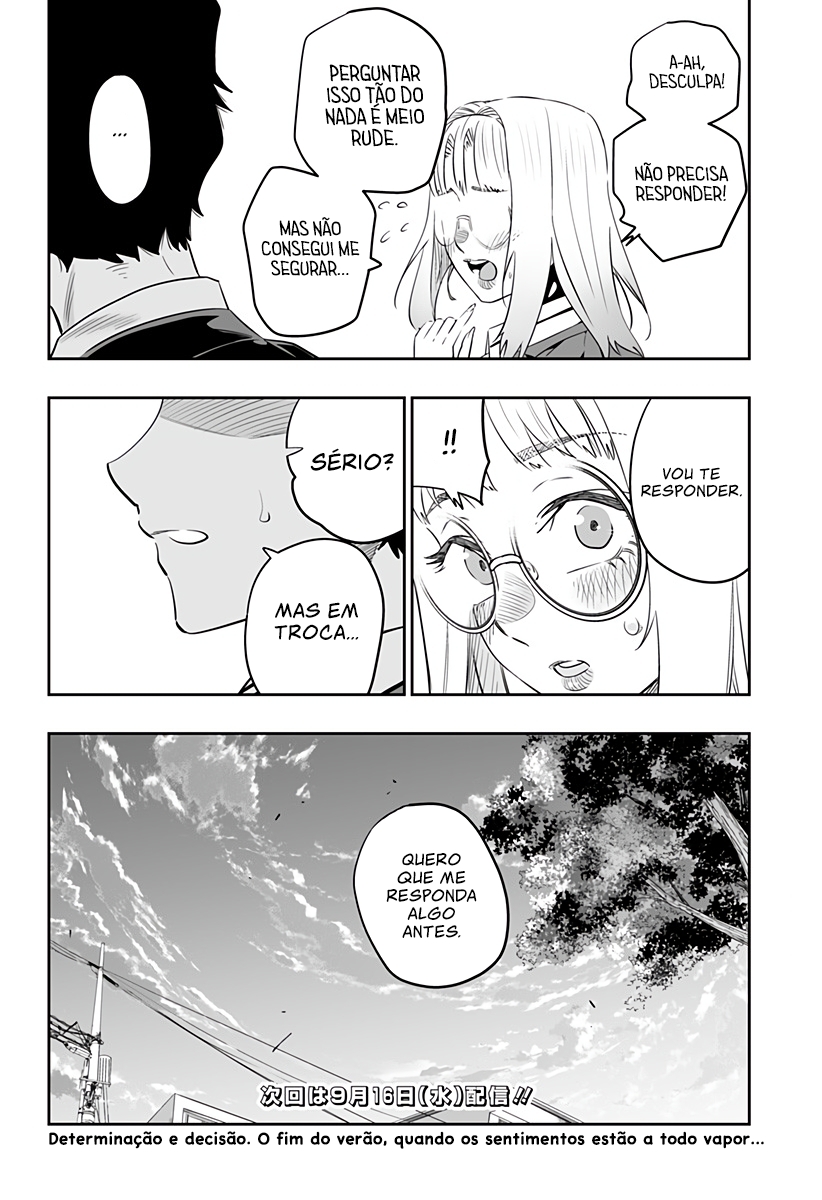 A-AH,
DESCULPA!
NÃO PRECISA
RESPONDER!
PERGUNTAR
ISSO TÃO DO
NADA É MEIO
RUDE.
MAS NÃO
CONSEGUI ME
SEGURAR...
...
VOU TE
RESPONDER.
!!
SÉRIO?
MAS EM
TROCA...
QUERO
QUE ME
RESPONDA
ALGO
ANTES.
次回は9月16日(水)配信!!
Determinação e decisão. O fim do verão, quando os sentimentos estão a todo vapor...